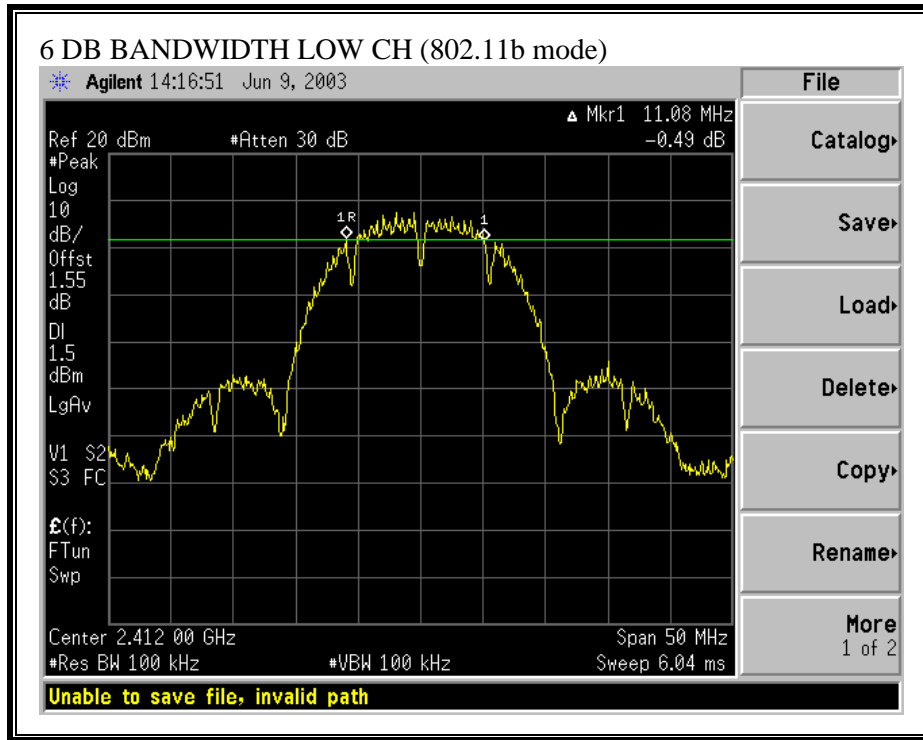 6 DB BANDWIDTH LOW CH (802.11b mode)
Agilent 14:16:51 Jun 9, 2003
File
Δ Mkr1 11.08 MHz
Ref 20 dBm #Atten 30 dB -0.49 dB
#Peak
Log
10
dB/
Offst
1.55
dB
DI
1.5
dBm
LgAv
V1 S2
S3 FC
£(f):
FTun
Swp
1R
1
Center 2.412 00 GHz Span 50 MHz
#Res BW 100 kHz #VBW 100 kHz Sweep 6.04 ms
Unable to save file, invalid path
Catalog
Save
Load
Delete
Copy
Rename
More
1 of 2